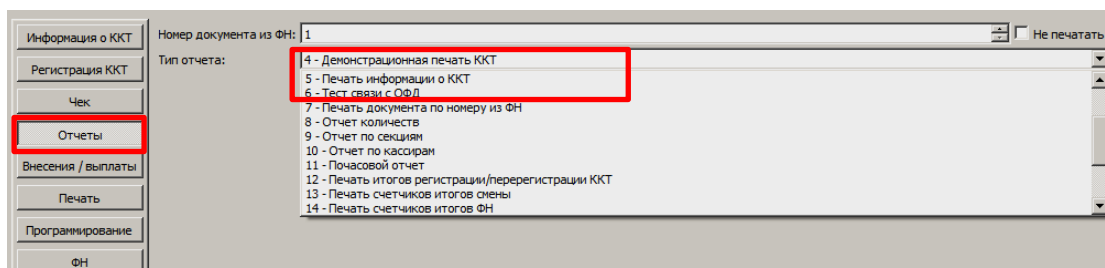 Информация о ККТ
Регистрация ККТ
Чек
Отчеты
Внесения / выплаты
Печать
Программирование
ФН
Номер документа из ФН: 1
Не печатать
Тип отчета: 4 - Демонстрационная печать ККТ
5 - Печать информации о ККТ
6 - Тест связи с ОФД
7 - Печать документа по номеру из ФН
8 - Отчет количеств
9 - Отчет по секциям
10 - Отчет по кассирам
11 - Почасовой отчет
12 - Печать итогов регистрации/перерегистрации ККТ
13 - Печать счетчиков итогов смены
14 - Печать счетчиков итогов ФН